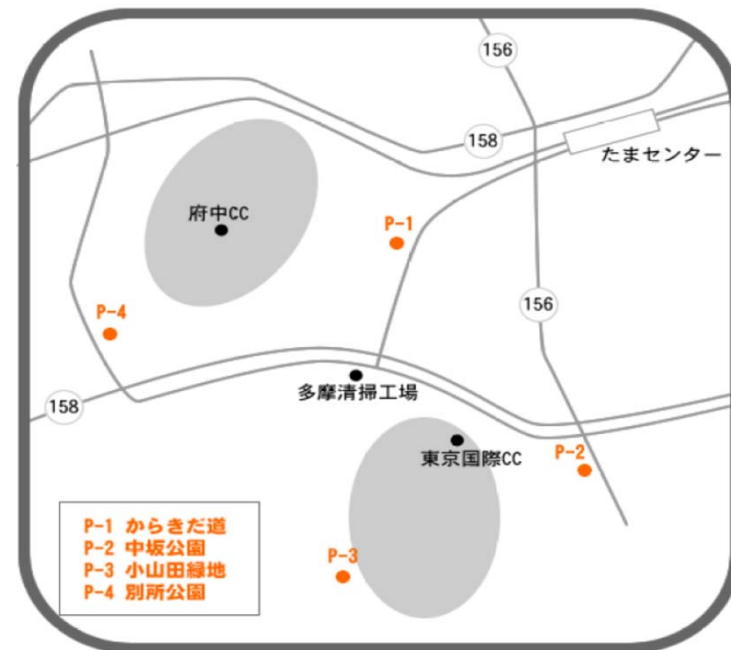 156
158
たまセンター
府中CC
P-1
156
P-4
多摩清掃工場
158
東京国際CC
P-2
P-3
P-1 からきだ道
P-2 中坂公園
P-3 小山田緑地
P-4 別所公園